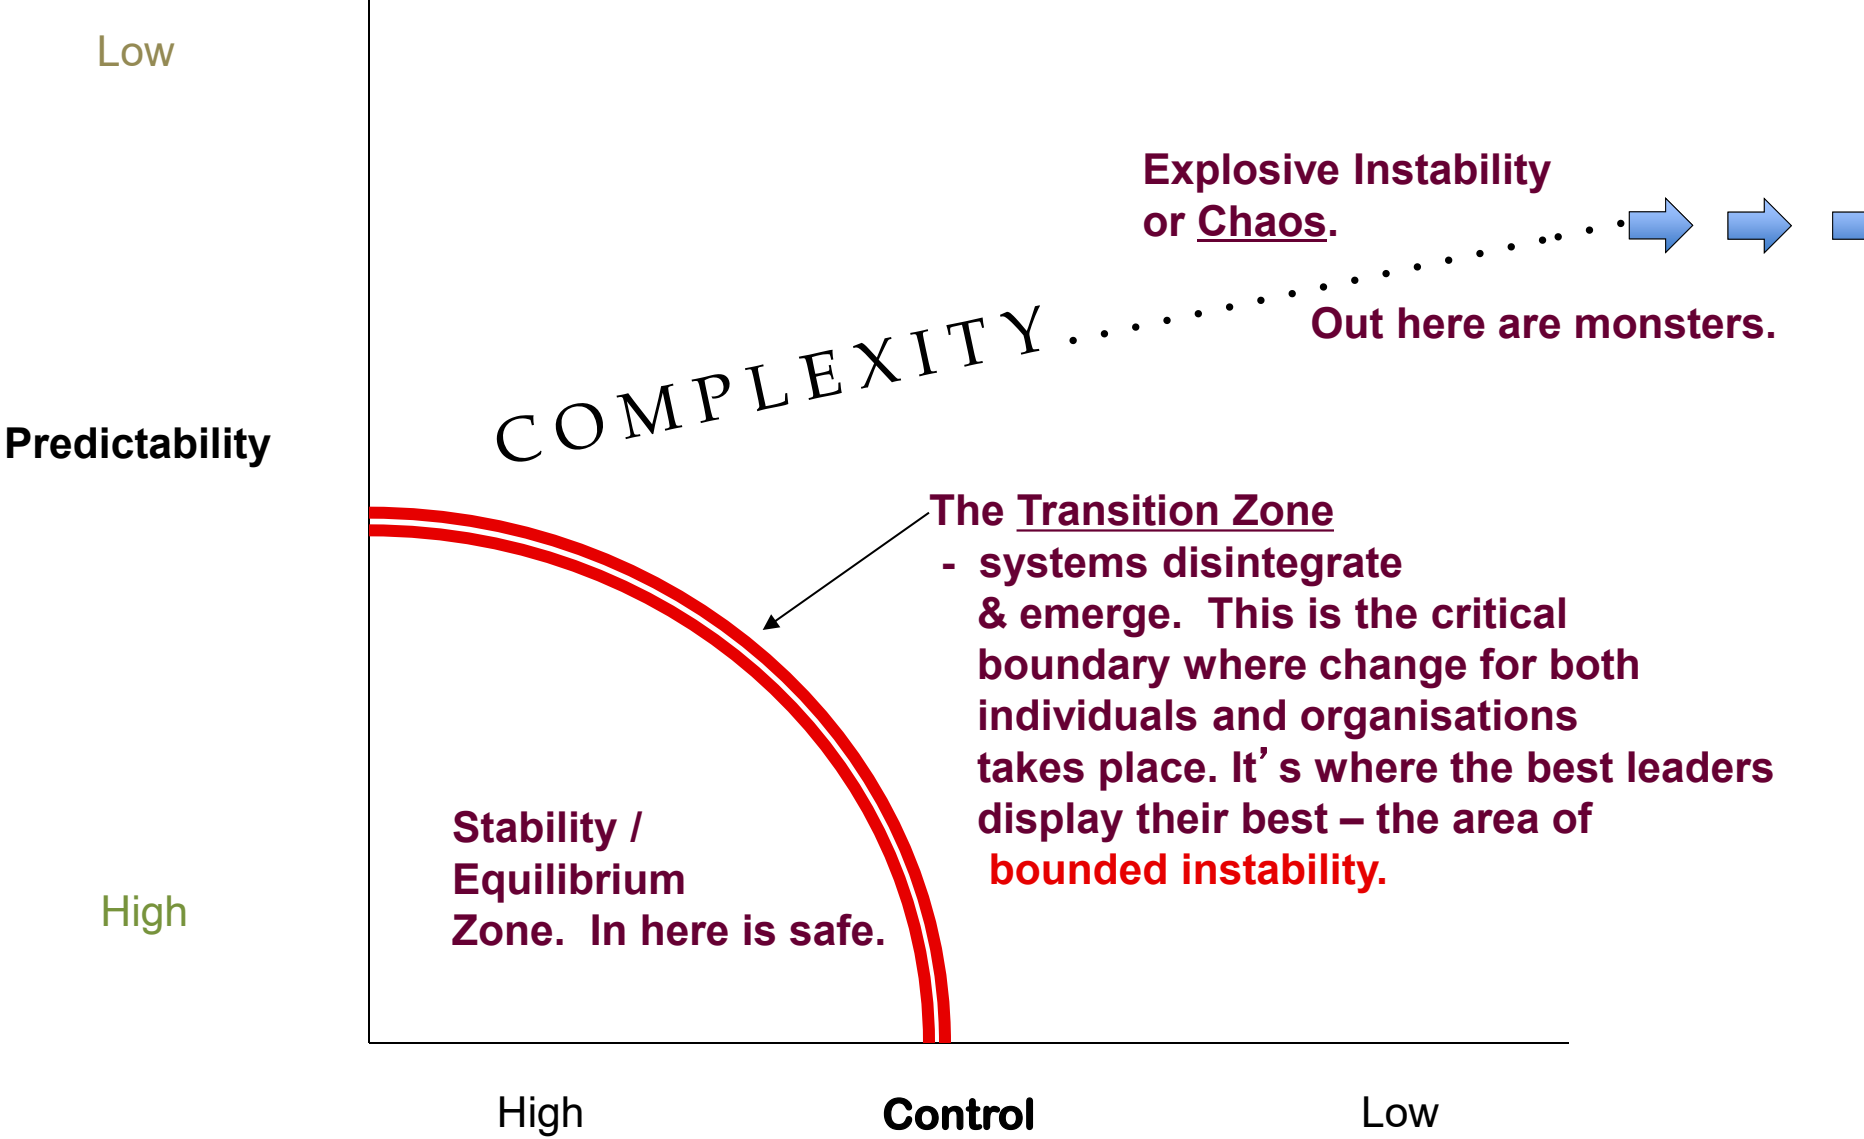 Low
Explosive Instability
or Chaos.
Out here are monsters.
COMPLEXITY....................
Predictability
The Transition Zone
- systems disintegrate
& emerge. This is the critical
boundary where change for both
individuals and organisations
takes place. It's where the best leaders
display their best – the area of
bounded instability.
Stability /
Equilibrium
Zone. In here is safe.
High
High
Control
Low